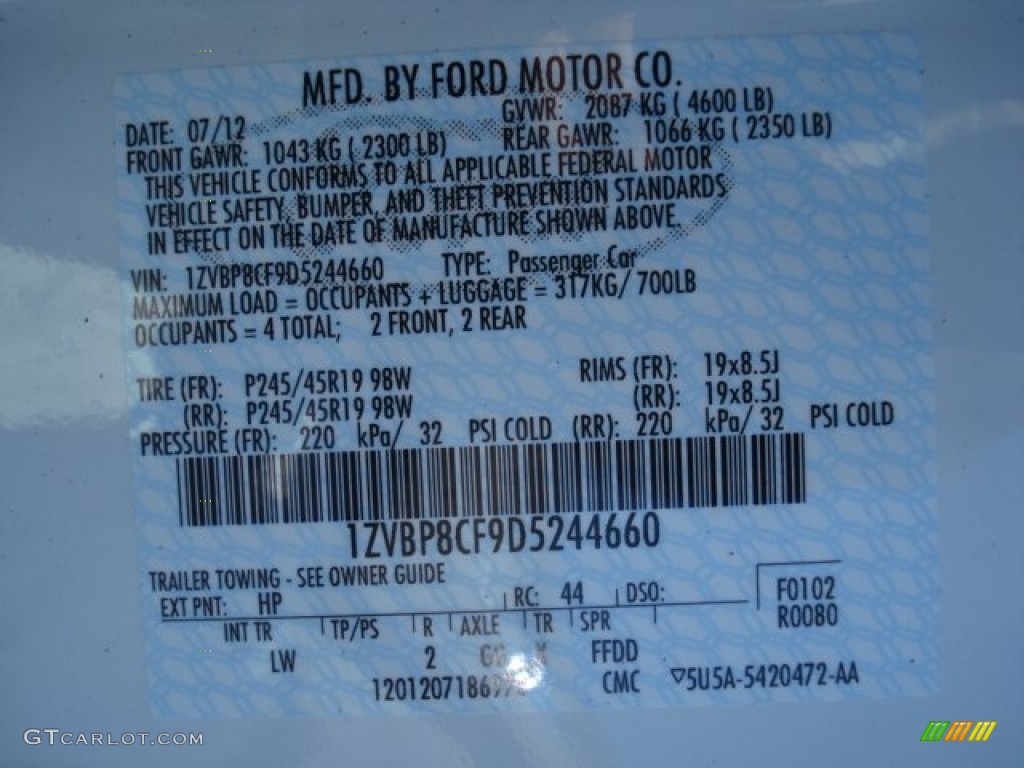 MFD. BY FORD MOTOR CO.
DATE: 07/12 GVWR: 2087 KG ( 4600 LB)
FRONT GAWR: 1043 KG ( 2300 LB) REAR GAWR: 1066 KG ( 2350 LB)
THIS VEHICLE CONFORMS TO ALL APPLICABLE FEDERAL MOTOR
VEHICLE SAFETY, BUMPER, AND THEFT PREVENTION STANDARDS
IN EFFECT ON THE DATE OF MANUFACTURE SHOWN ABOVE.
VIN: 1ZVBP8CF9D5244660 TYPE: Passenger Car
MAXIMUM LOAD = OCCUPANTS + LUGGAGE = 317KG/ 700LB
OCCUPANTS = 4 TOTAL; 2 FRONT, 2 REAR
TIRE (FR): P245/45R19 98W RIMS (FR): 19x8.5J
(RR): P245/45R19 98W (RR): 19x8.5J
PRESSURE (FR): 220 kPa/ 32 PSI COLD (RR): 220 kPa/ 32 PSI COLD
1ZVBP8CF9D5244660
TRAILER TOWING - SEE OWNER GUIDE
EXT PNT: HP RC: 44 DSO: F0102
R0080
INT TR TP/PS R AXLE TR SPR
LW 2 X FFDD
CMC ▽5U5A-5420472-AA
GTCARLOT.COM